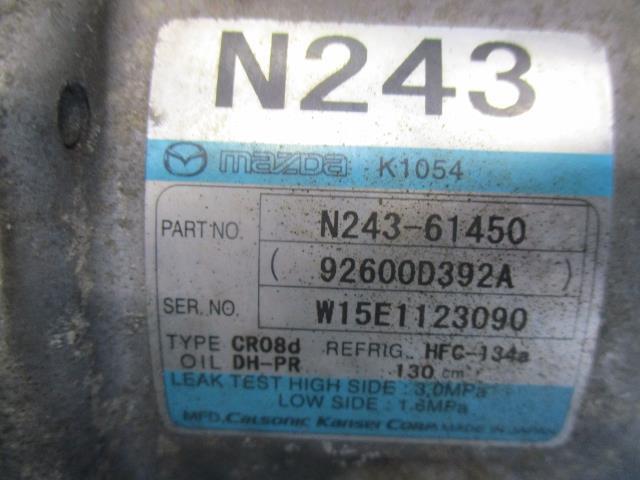 N243
mazda K1054
PART NO. N243-61450
( 92600D392A )
SER. NO. W15E1123090
TYPE CR08d REFRIG. HFC-134a
OIL DH-PR 130 cm³
LEAK TEST HIGH SIDE : 3.0MPa
LOW SIDE : 1.6MPa
MFD. Calsonic Kansei Corp. MADE IN JAPAN